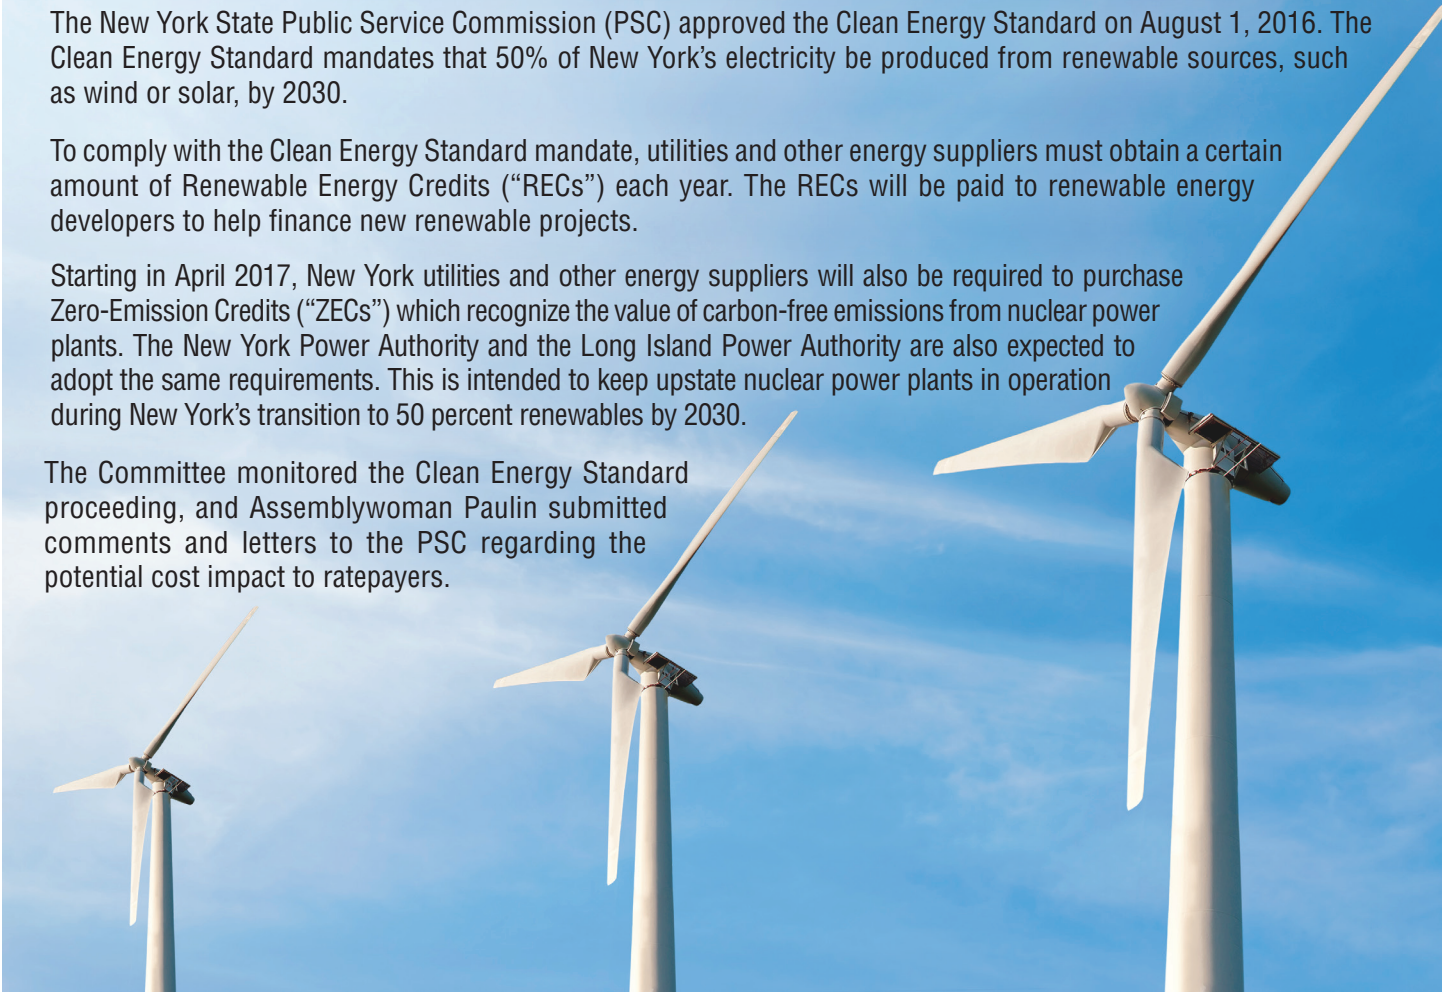 The New York State Public Service Commission (PSC) approved the Clean Energy Standard on August 1, 2016. The
Clean Energy Standard mandates that 50% of New York’s electricity be produced from renewable sources, such
as wind or solar, by 2030.
To comply with the Clean Energy Standard mandate, utilities and other energy suppliers must obtain a certain
amount of Renewable Energy Credits (“RECs”) each year. The RECs will be paid to renewable energy
developers to help finance new renewable projects.
Starting in April 2017, New York utilities and other energy suppliers will also be required to purchase
Zero-Emission Credits (“ZECs”) which recognize the value of carbon-free emissions from nuclear power
plants. The New York Power Authority and the Long Island Power Authority are also expected to
adopt the same requirements. This is intended to keep upstate nuclear power plants in operation
during New York’s transition to 50 percent renewables by 2030.
The Committee monitored the Clean Energy Standard
proceeding, and Assemblywoman Paulin submitted
comments and letters to the PSC regarding the
potential cost impact to ratepayers.